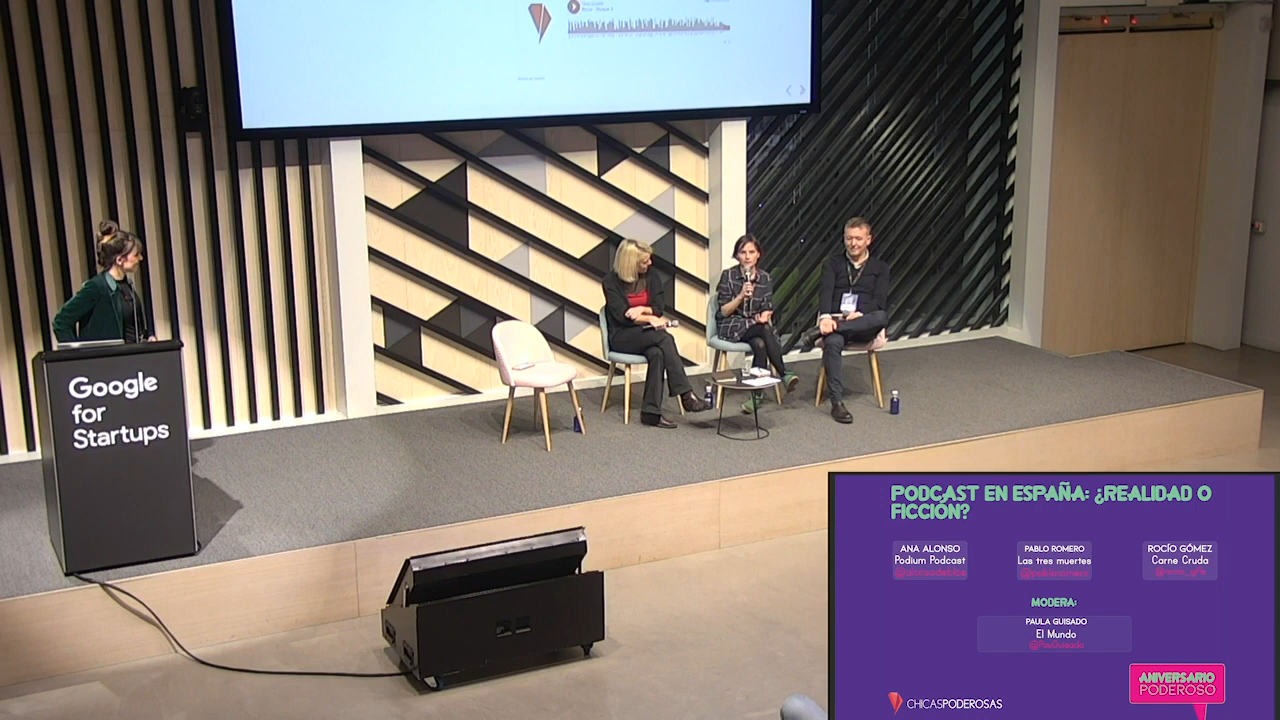 Google
for
Startups
PODCAST EN ESPAÑA: ¿REALIDAD O
FICCIÓN?
ANA ALONSO
Podium Podcast
PABLO ROMERO
Las tres muertes
ROCÍO GÓMEZ
Carne Cruda
MODERA:
PAULA GUISADO
El Mundo
@PauGuisado
ANIVERSARIO
PODEROSO
CHICASPODEROSAS